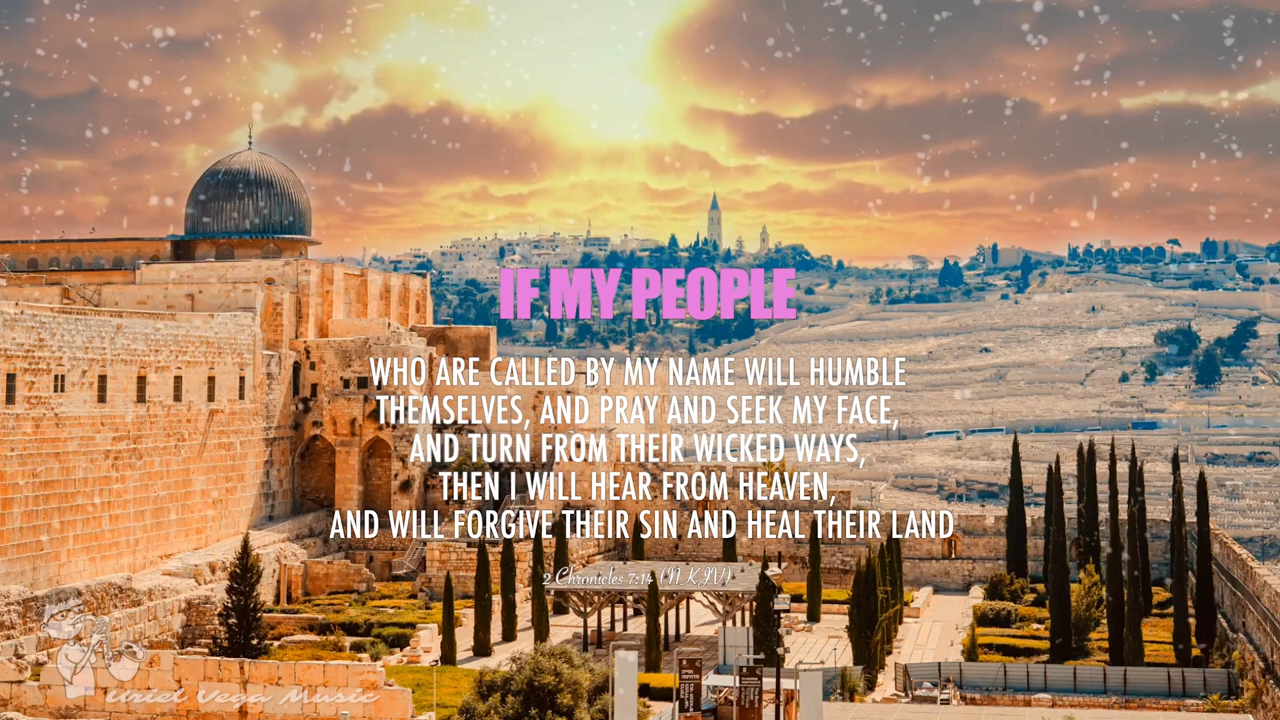 IF MY PEOPLE
WHO ARE CALLED BY MY NAME WILL HUMBLE
THEMSELVES, AND PRAY AND SEEK MY FACE,
AND TURN FROM THEIR WICKED WAYS,
THEN I WILL HEAR FROM HEAVEN,
AND WILL FORGIVE THEIR SIN AND HEAL THEIR LAND
2 Chronicles 7:14 (NKJV)
Uriel Vega Music